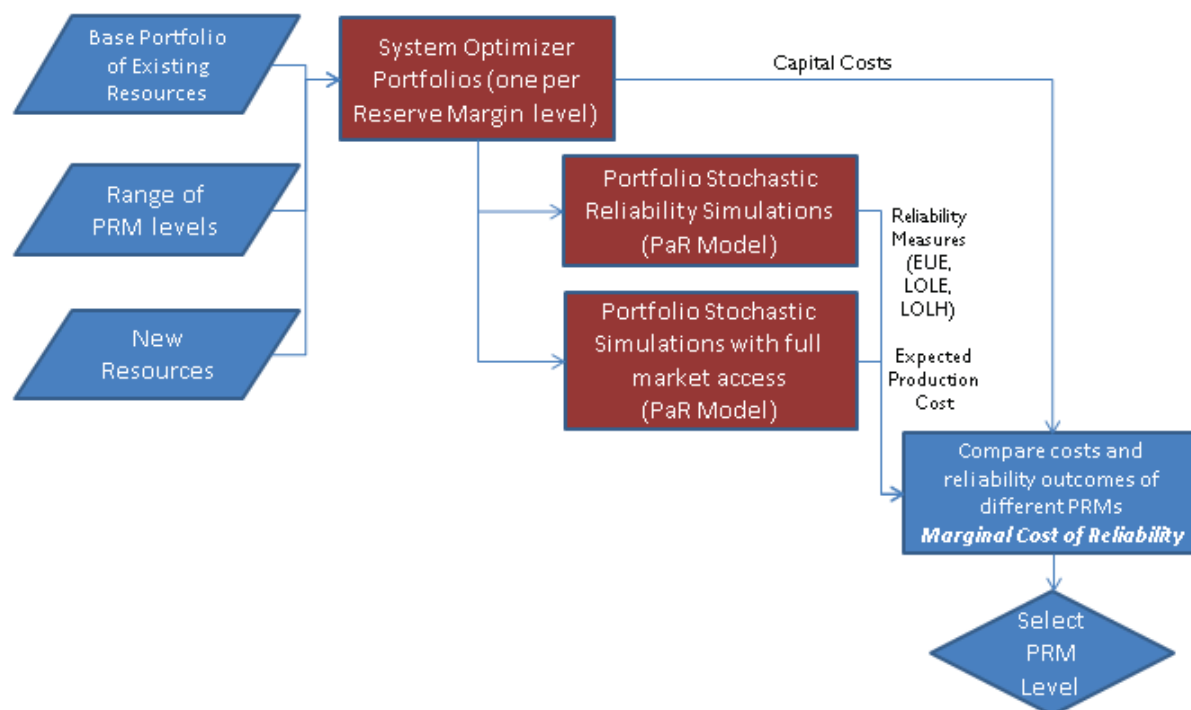 Base Portfolio
of Existing
Resources
System Optimizer
Portfolios (one per
Reserve Margin level)
Capital Costs
Range of
PRM levels
Portfolio Stochastic
Reliability Simulations
(PaR Model)
Reliability
Measures
(EUE,
LOLE,
LOLH)
New
Resources
Portfolio Stochastic
Simulations with full
market access
(PaR Model)
Expected
Production
Cost
Compare costs and
reliability outcomes of
different PRMs
Marginal Cost of Reliability
Select
PRM
Level